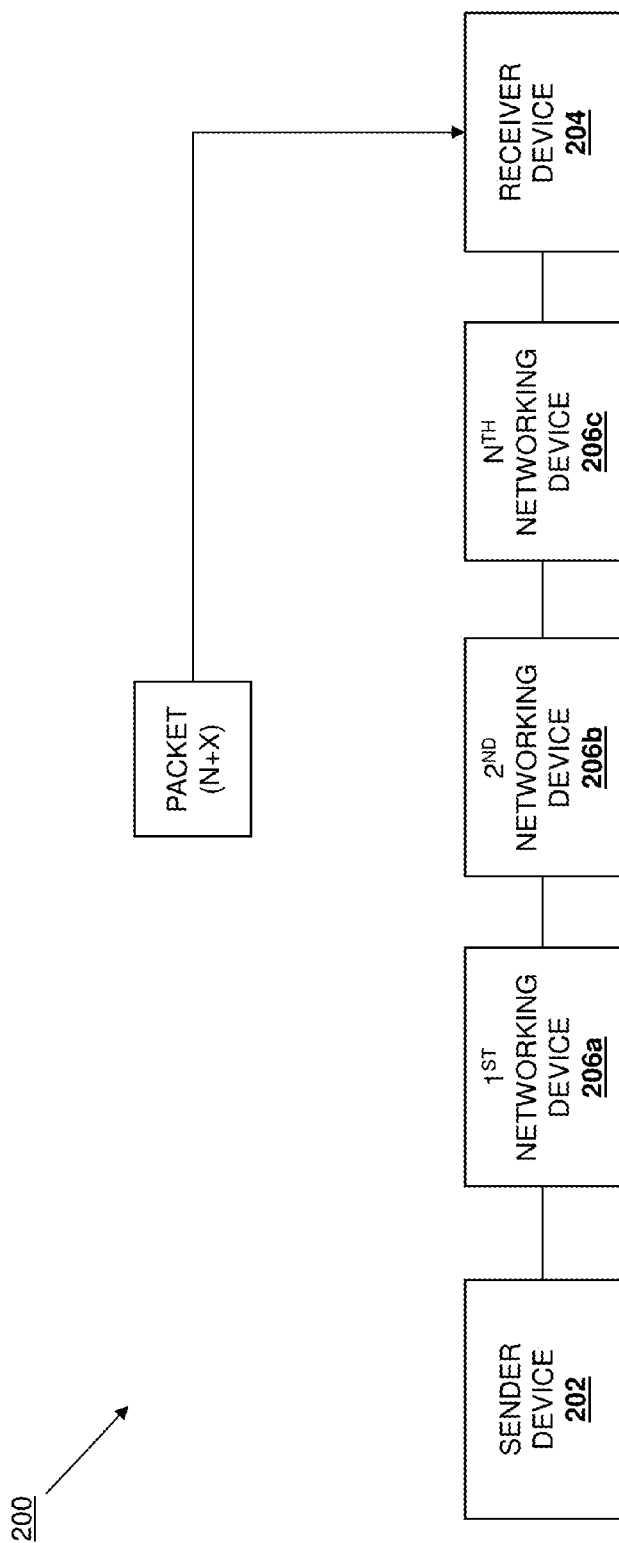 200
PACKET
(N+X)
SENDER
DEVICE
202
1ST
NETWORKING
DEVICE
206a
2ND
NETWORKING
DEVICE
206b
NTH
NETWORKING
DEVICE
206c
RECEIVER
DEVICE
204